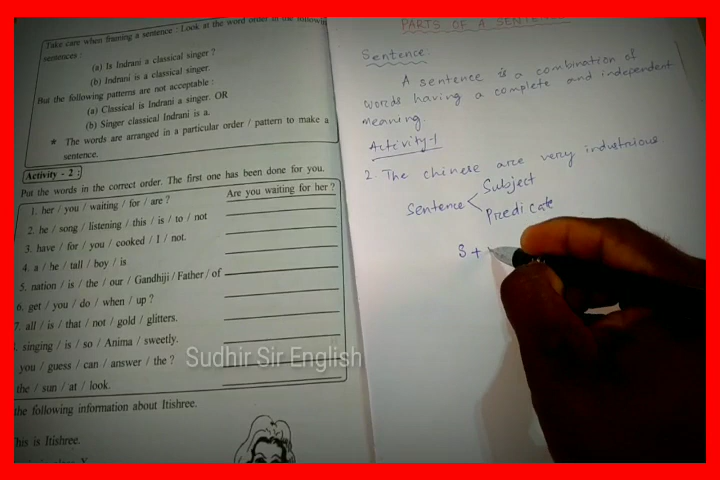 Take care when framing a sentence : Look at the word order in the following
sentences :
(a) Is Indrani a classical singer ?
(b) Indrani is a classical singer.
But the following patterns are not acceptable :
(a) Classical is Indrani a singer. OR
(b) Singer classical Indrani is a.
* The words are arranged in a particular order / pattern to make a
sentence.
Activity - 2 :
Put the words in the correct order. The first one has been done for you.
1. her / you / waiting / for / are ? Are you waiting for her ?
2. he / song / listening / this / is / to / not
3. have / for / you / cooked / I / not.
4. a / he / tall / boy / is
5. nation / is / the / our / Gandhiji / Father / of
6. get / you / do / when / up ?
7. all / is / that / not / gold / glitters.
singing / is / so / Anima / sweetly.
you / guess / can / answer / the ?
the / sun / at / look.
the following information about Itishree.
This is Itishree.
PARTS OF A SENTENCE
Sentence
A sentence is a combination of
words having a complete and independent
meaning.
Activity-1
2 The chinese are very industrious
Sentence
Subject
Predicate
S +
Sudhir Sir English